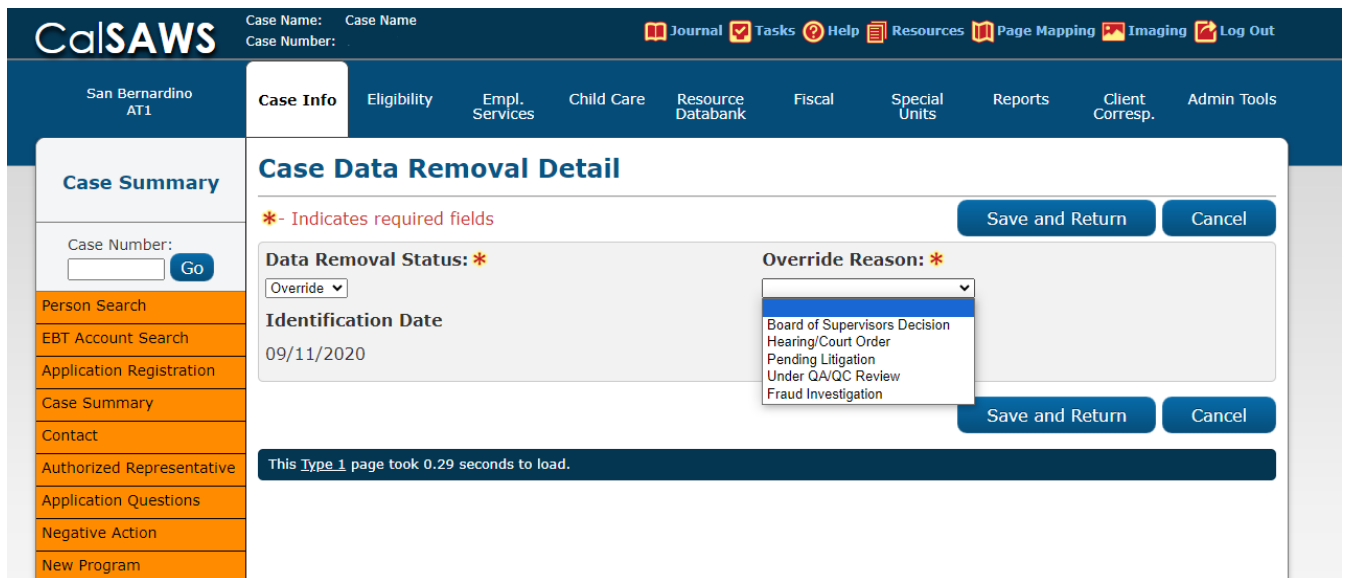 CalSAWS
Case Name: Case Name
Case Number:
Journal Tasks Help Resources Page Mapping Imaging Log Out
San Bernardino
AT1
Case Info
Eligibility
Empl.
Services
Child Care
Resource
Databank
Fiscal
Special
Units
Reports
Client
Corresp.
Admin Tools
Case Summary
Case Number:
Go
Person Search
EBT Account Search
Application Registration
Case Summary
Contact
Authorized Representative
Application Questions
Negative Action
New Program
Case Data Removal Detail
*- Indicates required fields
Save and Return Cancel
Data Removal Status: *
Override
Identification Date
09/11/2020
Override Reason: *
Board of Supervisors Decision
Hearing/Court Order
Pending Litigation
Under QA/QC Review
Fraud Investigation
Save and Return Cancel
This Type 1 page took 0.29 seconds to load.